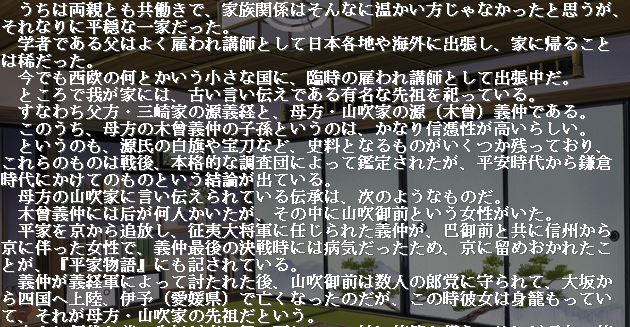 うちは両親とも共働きで、家族関係はそんなに温かい方じゃなかったと思うが、
それなりに平穏な一家だった。
　学者である父はよく雇われ講師として日本各地や海外に出張し、家に帰ること
は稀だった。
　今でも西欧の何とかいう小さな国に、臨時の雇われ講師として出張中だ。
　ところで我が家には、古い言い伝えである有名な先祖を祀っている。
　すなわち父方・三崎家の源義経と、母方・山吹家の源（木曾）義仲である。
　このうち、母方の木曾義仲の子孫というのは、かなり信憑性が高いらしい。
　というのも、源氏の白旗や宝刀など、史料となるものがいくつか残っており、
これらのものは戦後、本格的な調査団によって鑑定されたが、平安時代から鎌倉
時代にかけてのものという結論が出ている。
　母方の山吹家に言い伝えられている伝承は、次のようなものだ。
　木曾義仲には后が何人かいたが、その中に山吹御前という女性がいた。
　平家を京から追放し、征夷大将軍に任じられた義仲が、巴御前と共に信州から
京に伴った女性で、義仲最後の決戦時には病気だったため、京に留めおかれたこ
とが、『平家物語』にも記されている。
　義仲が義経軍によって討たれた後、山吹御前は数人の郎党に守られて、大坂か
ら四国へ上陸、伊予（愛媛県）で亡くなったのだが、この時彼女は身籠もってい
て、それが母方・山吹家の先祖だという。